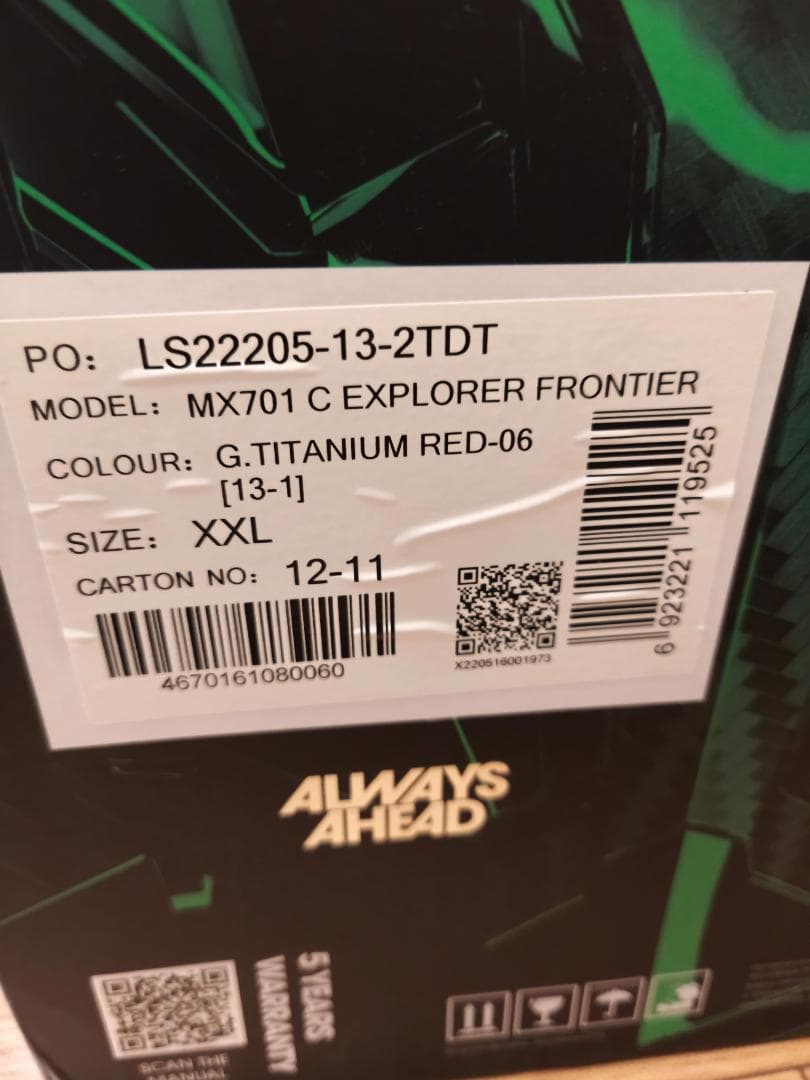 PO: LS22205-13-2TDT
MODEL: MX701 C EXPLORER FRONTIER
COLOUR: G.TITANIUM RED-06
[13-1]
SIZE: XXL
CARTON NO: 12-11
4670161080060
X220516001973
6 923221 119525
ALWAYS
AHEAD
5 YEARS
WARRANTY
SCAN THE
MANUAL